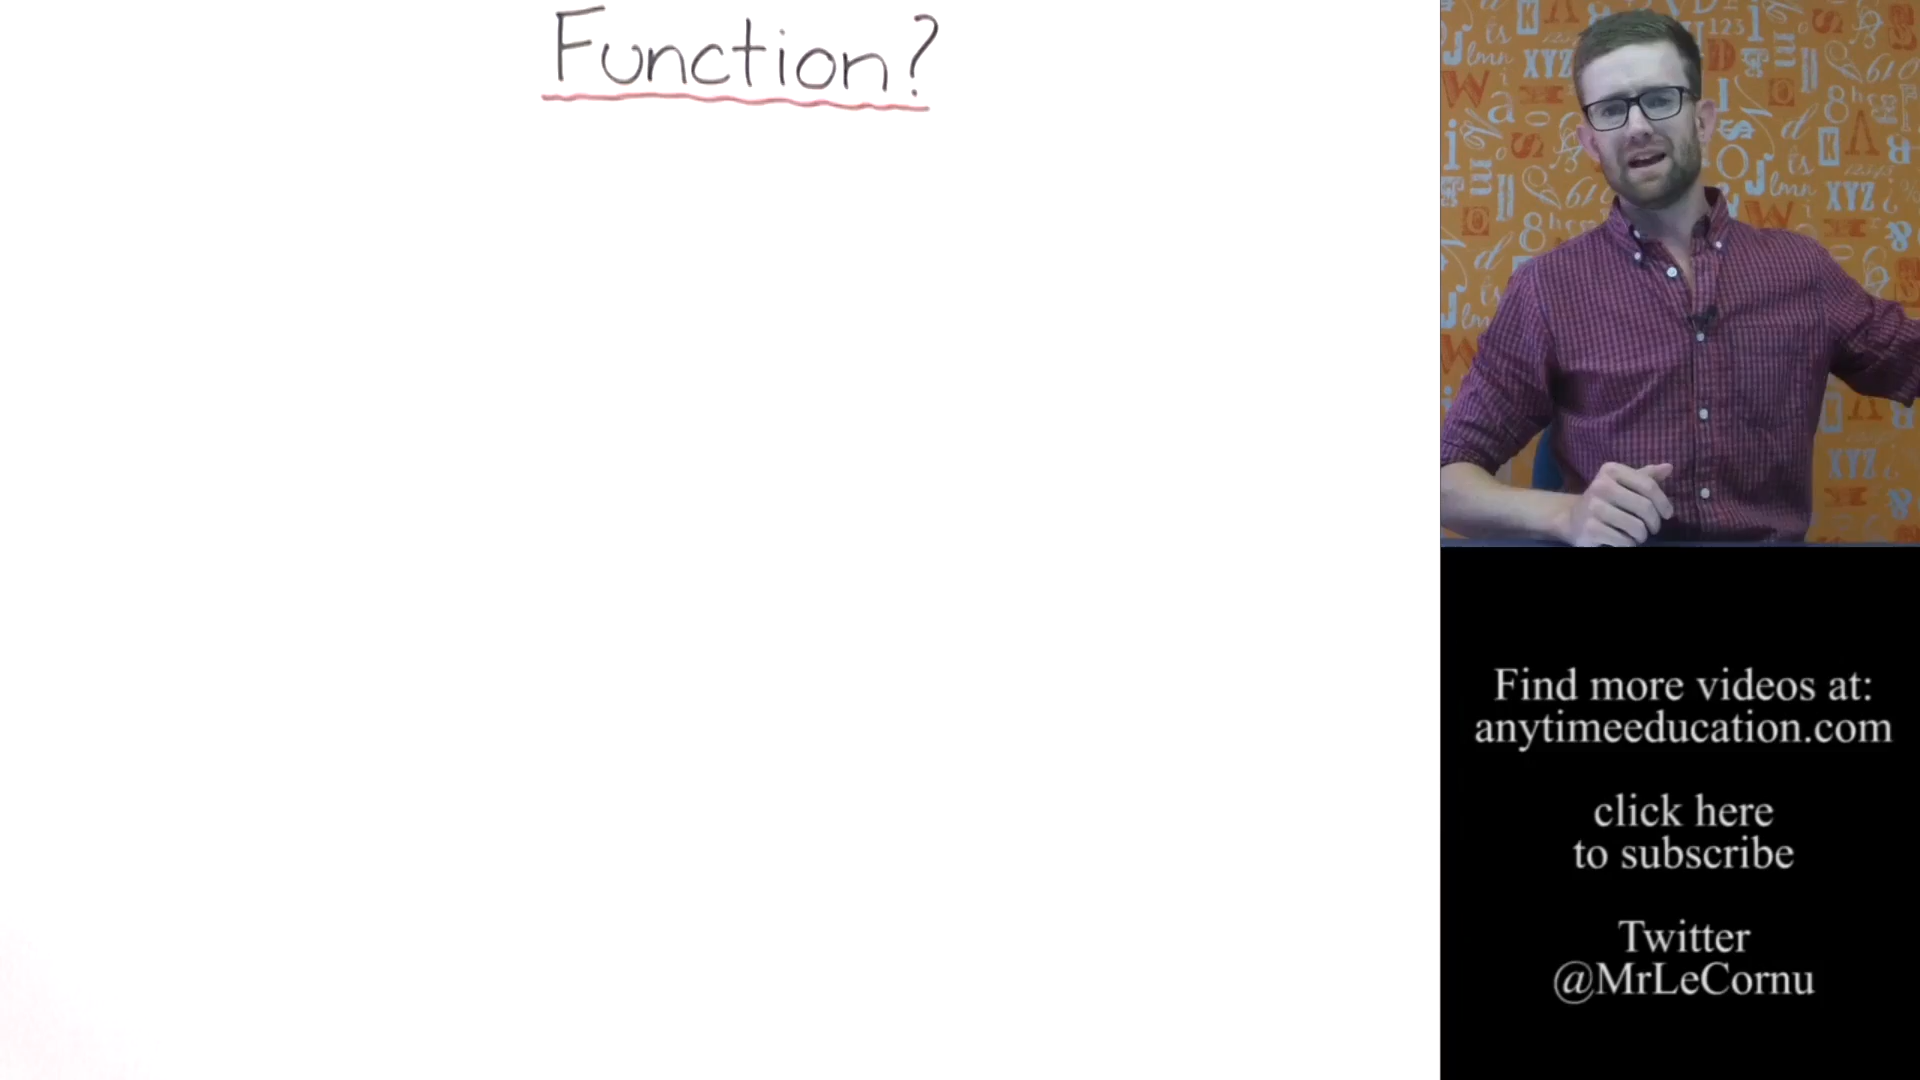 Function?
Find more videos at:
anytimeeducation.com
click here
to subscribe
Twitter
@MrLeCornu